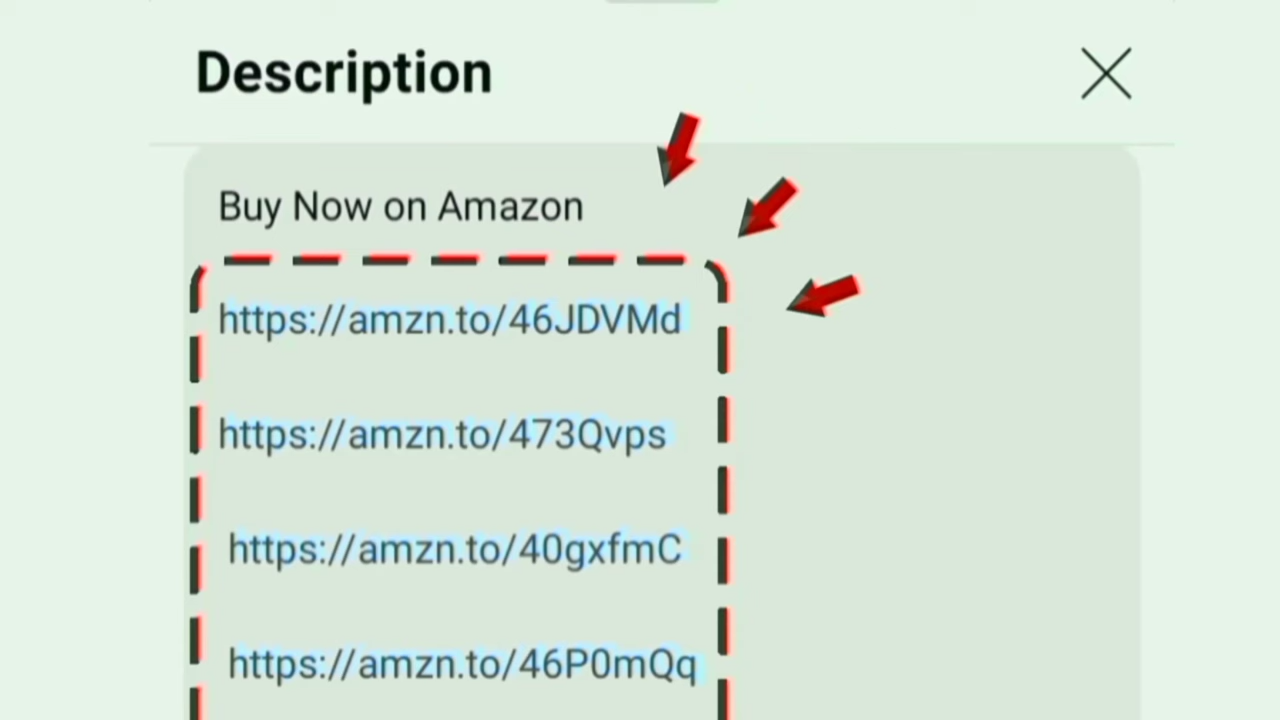 Description
Buy Now on Amazon
https://amzn.to/46JDVMd
https://amzn.to/473Qvps
https://amzn.to/40gxfmC
https://amzn.to/46P0mQq